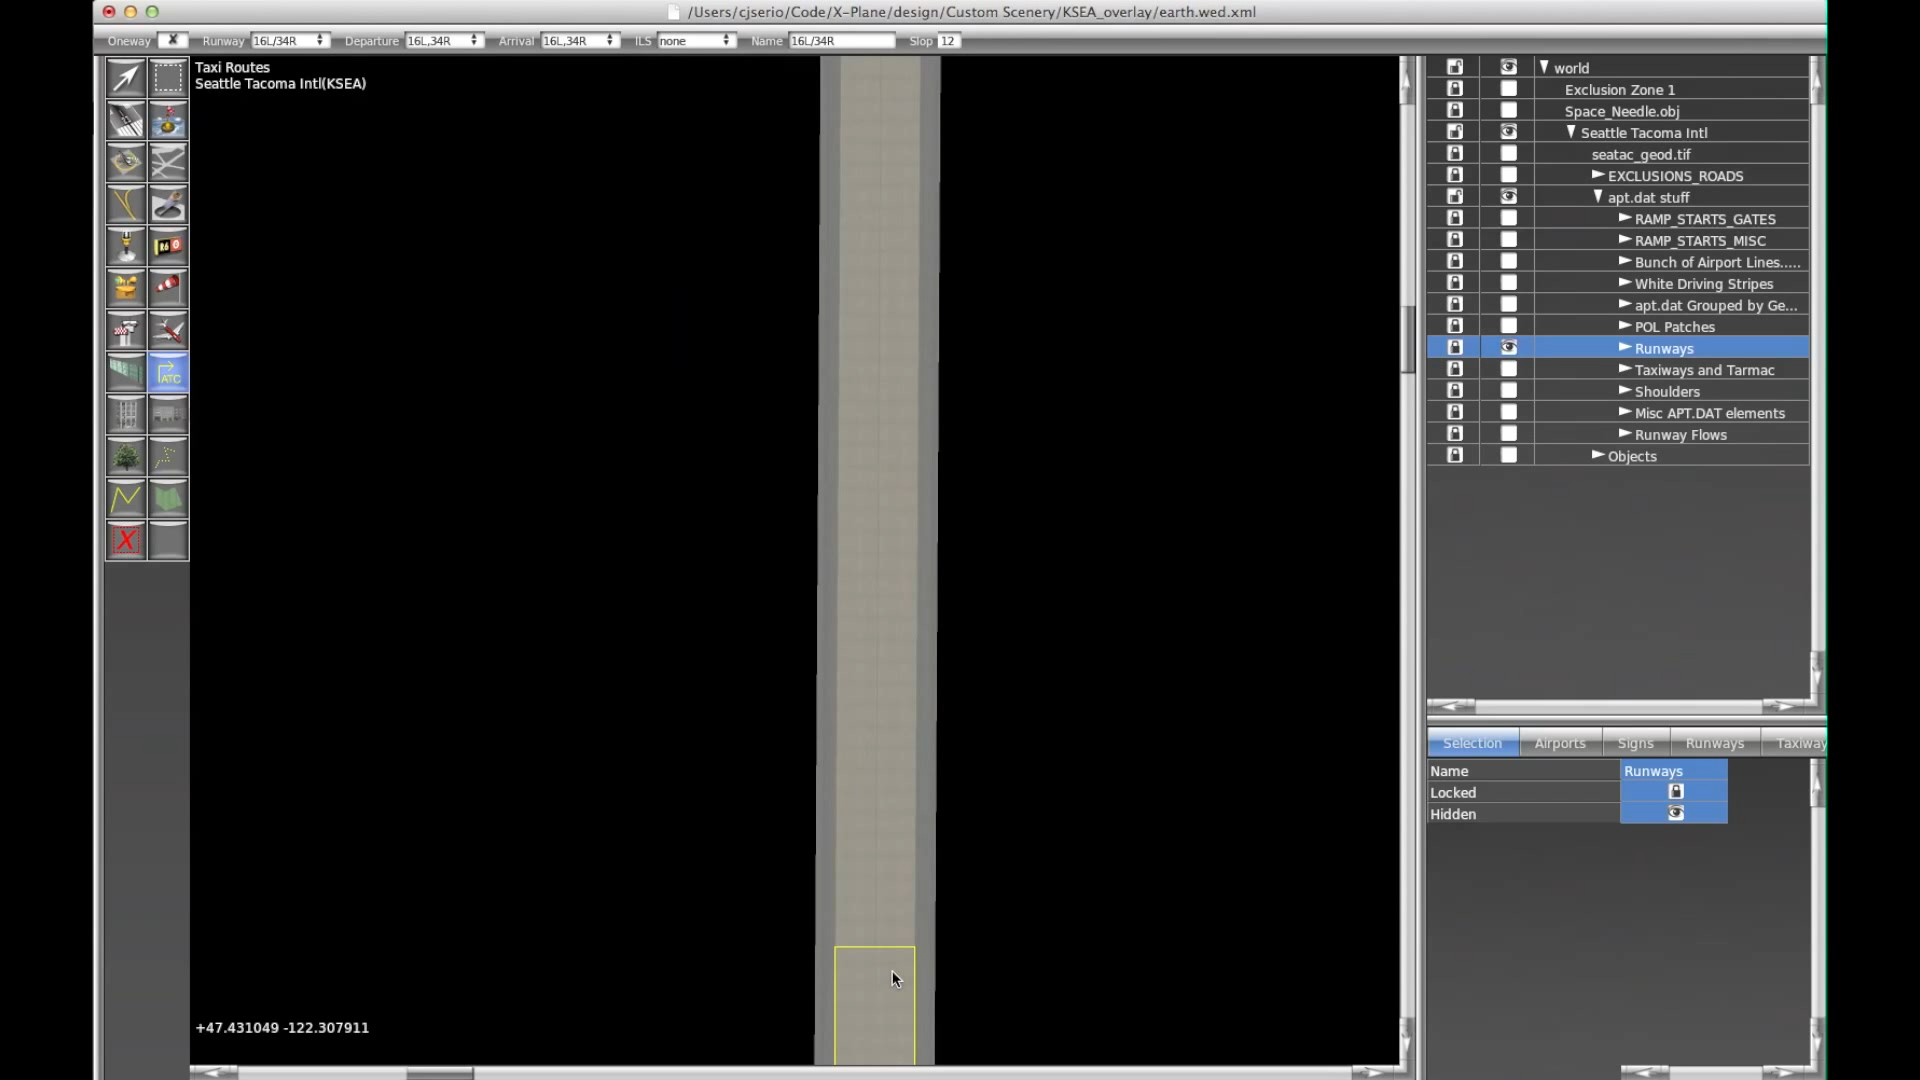 /Users/cjserio/Code/X-Plane/design/Custom Scenery/KSEA_overlay/earth.wed.xml
Oneway X Runway 16L/34R Departure 16L,34R Arrival 16L,34R ILS none Name 16L/34R Slop 12
Taxi Routes
Seattle Tacoma Intl(KSEA)
world
Exclusion Zone 1
Space_Needle.obj
Seattle Tacoma Intl
seatac_geod.tif
EXCLUSIONS_ROADS
apt.dat stuff
RAMP_STARTS_GATES
RAMP_STARTS_MISC
Bunch of Airport Lines.....
White Driving Stripes
apt.dat Grouped by Ge...
POL Patches
Runways
Taxiways and Tarmac
Shoulders
Misc APT.DAT elements
Runway Flows
Objects
ATC
X
Selection Airports Signs Runways Taxiway
Name Runways
Locked
Hidden
+47.431049 -122.307911